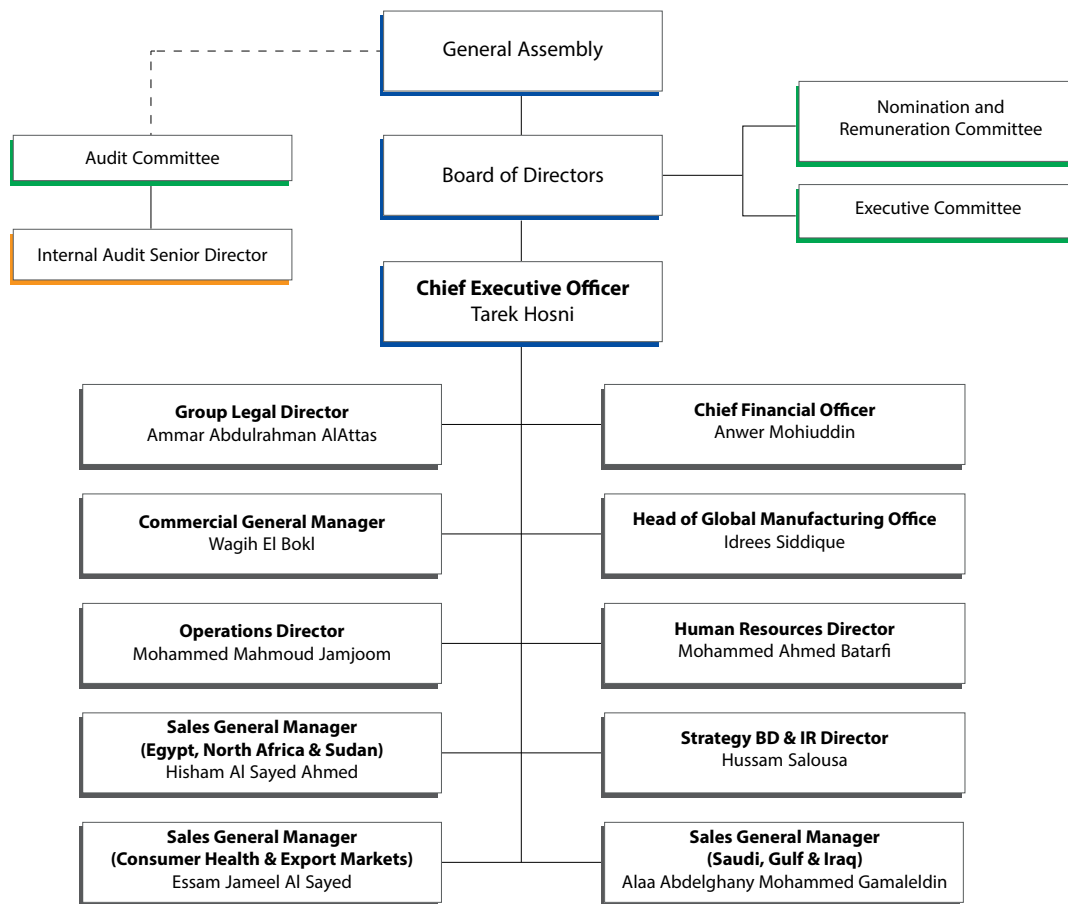 General Assembly
Nomination and
Remuneration Committee
Audit Committee
Board of Directors
Executive Committee
Internal Audit Senior Director
Chief Executive Officer
Tarek Hosni
Group Legal Director
Ammar Abdulrahman AlAttas
Chief Financial Officer
Anwer Mohiuddin
Commercial General Manager
Wagih El Bokl
Head of Global Manufacturing Office
Idrees Siddique
Operations Director
Mohammed Mahmoud Jamjoom
Human Resources Director
Mohammed Ahmed Batarfi
Sales General Manager
(Egypt, North Africa & Sudan)
Hisham Al Sayed Ahmed
Strategy BD & IR Director
Hussam Salousa
Sales General Manager
(Consumer Health & Export Markets)
Essam Jameel Al Sayed
Sales General Manager
(Saudi, Gulf & Iraq)
Alaa Abdelghany Mohammed Gamaleldin